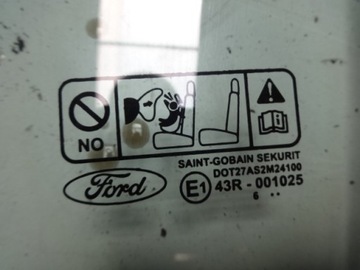 NO
SAINT-GOBAIN SEKURIT
DOT27AS2M24100
Ford
E1
43R - 001025
6 ..